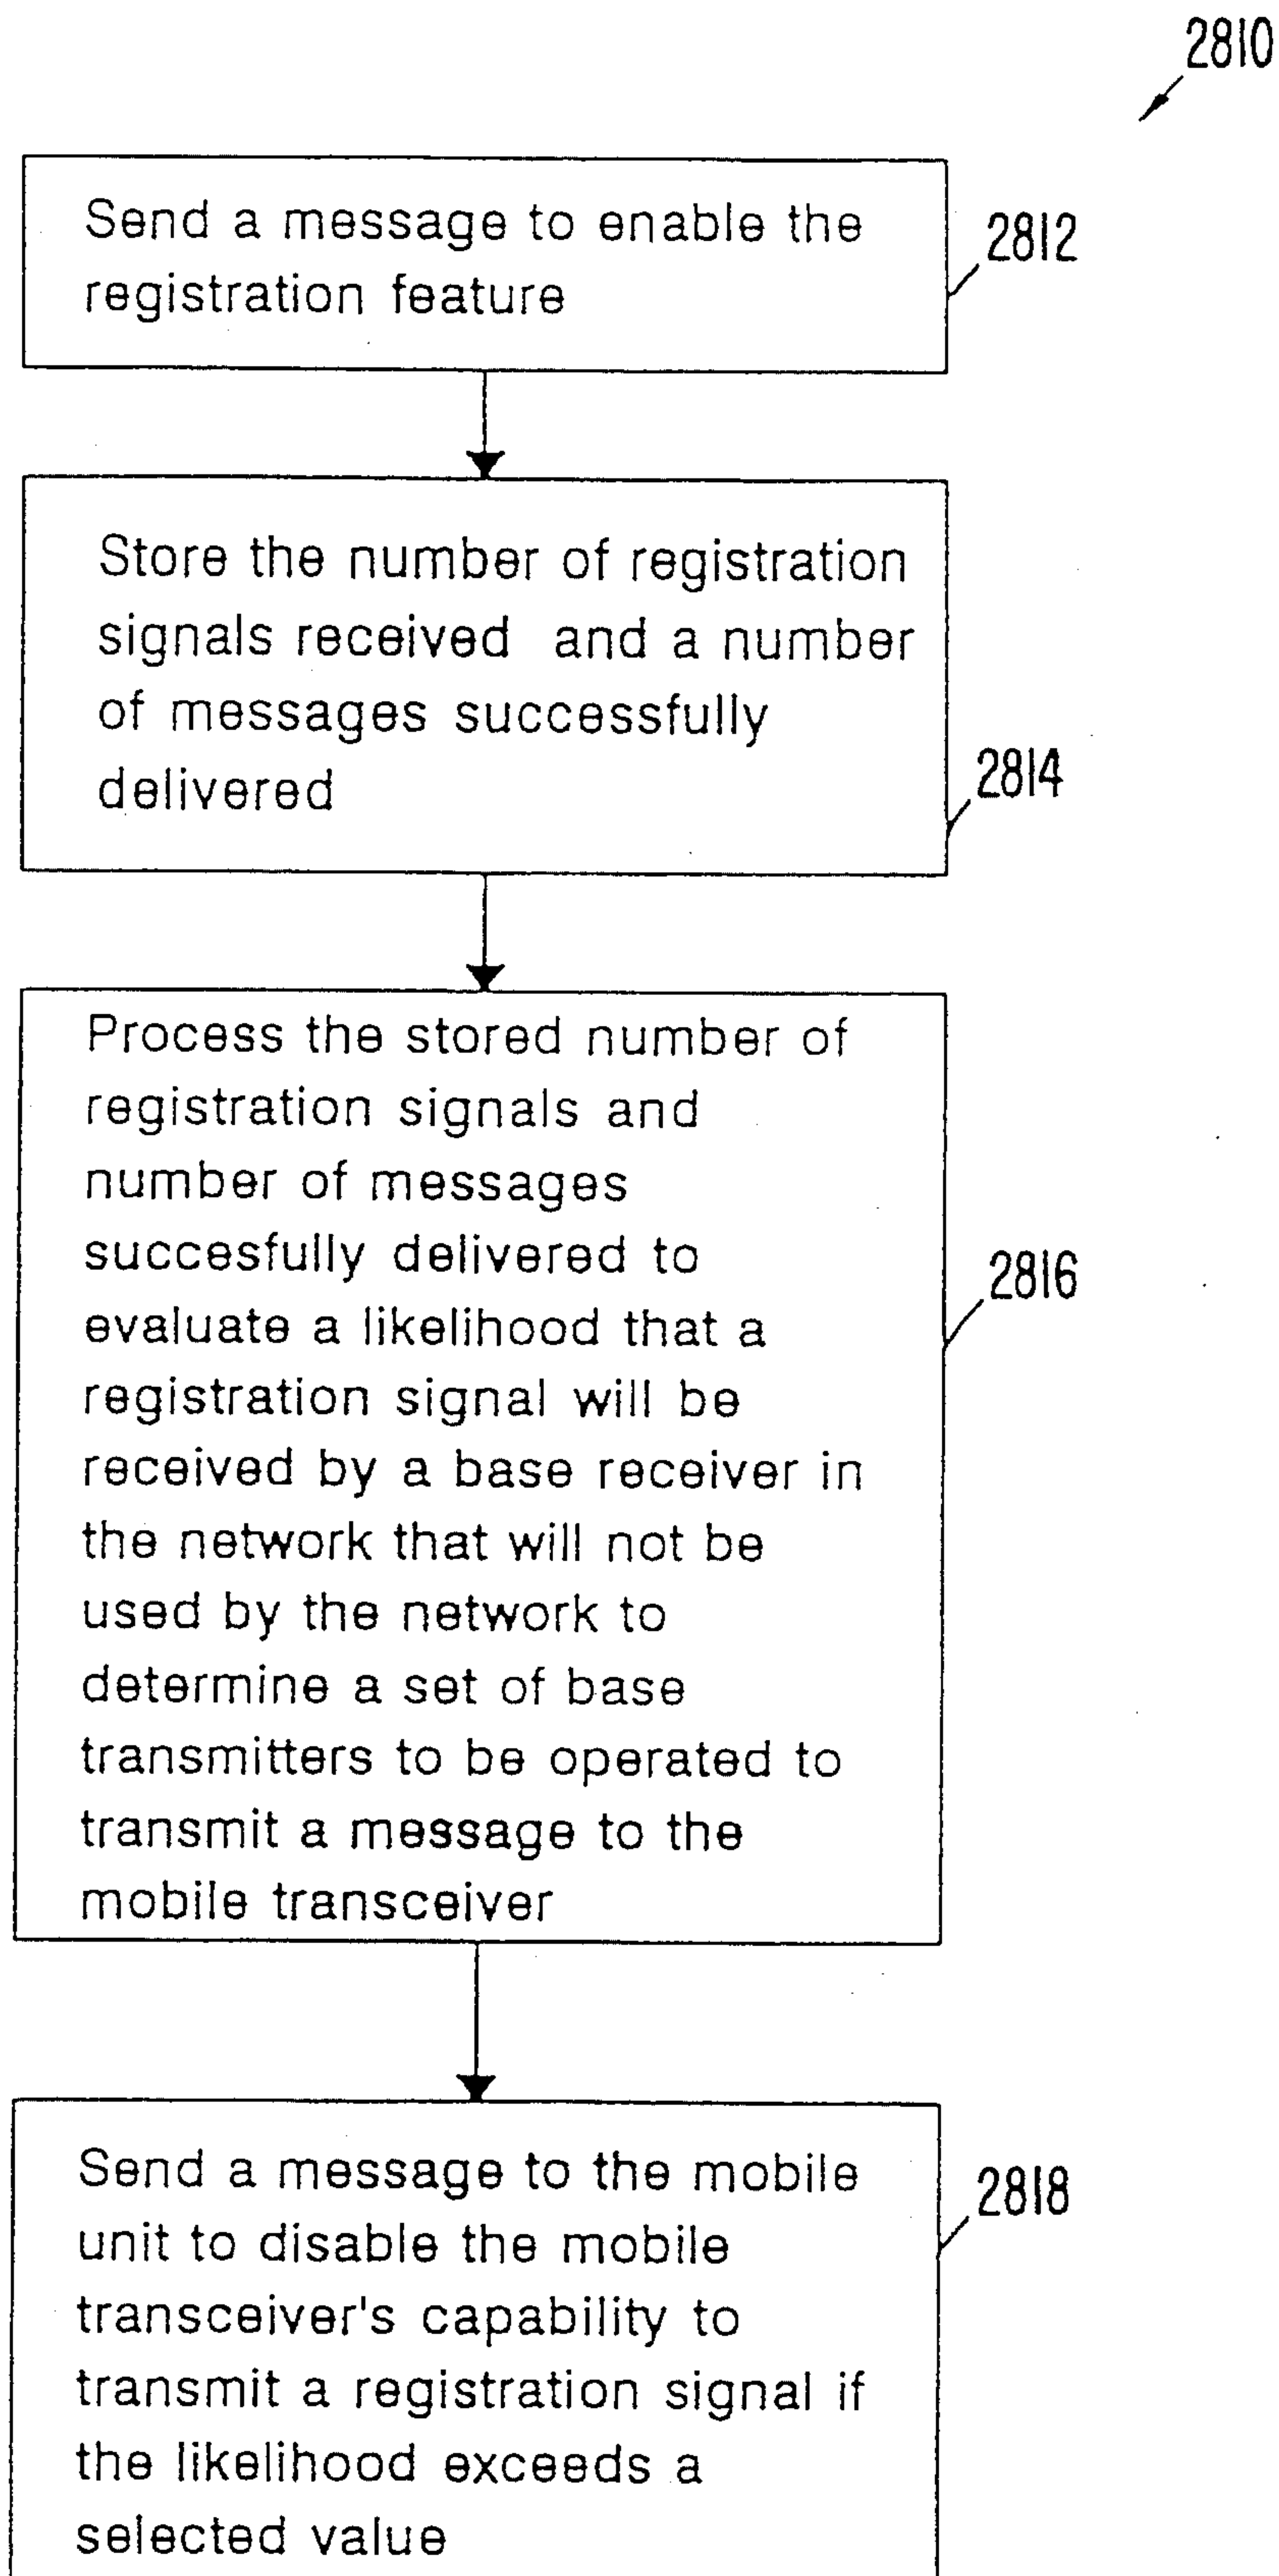 2810
Send a message to enable the
registration feature
2812
Store the number of registration
signals received and a number
of messages successfully
delivered
2814
Process the stored number of
registration signals and
number of messages
succesfully delivered to
evaluate a likelihood that a
registration signal will be
received by a base receiver in
the network that will not be
used by the network to
determine a set of base
transmitters to be operated to
transmit a message to the
mobile transceiver
2816
Send a message to the mobile
unit to disable the mobile
transceiver's capability to
transmit a registration signal if
the likelihood exceeds a
selected value
2818